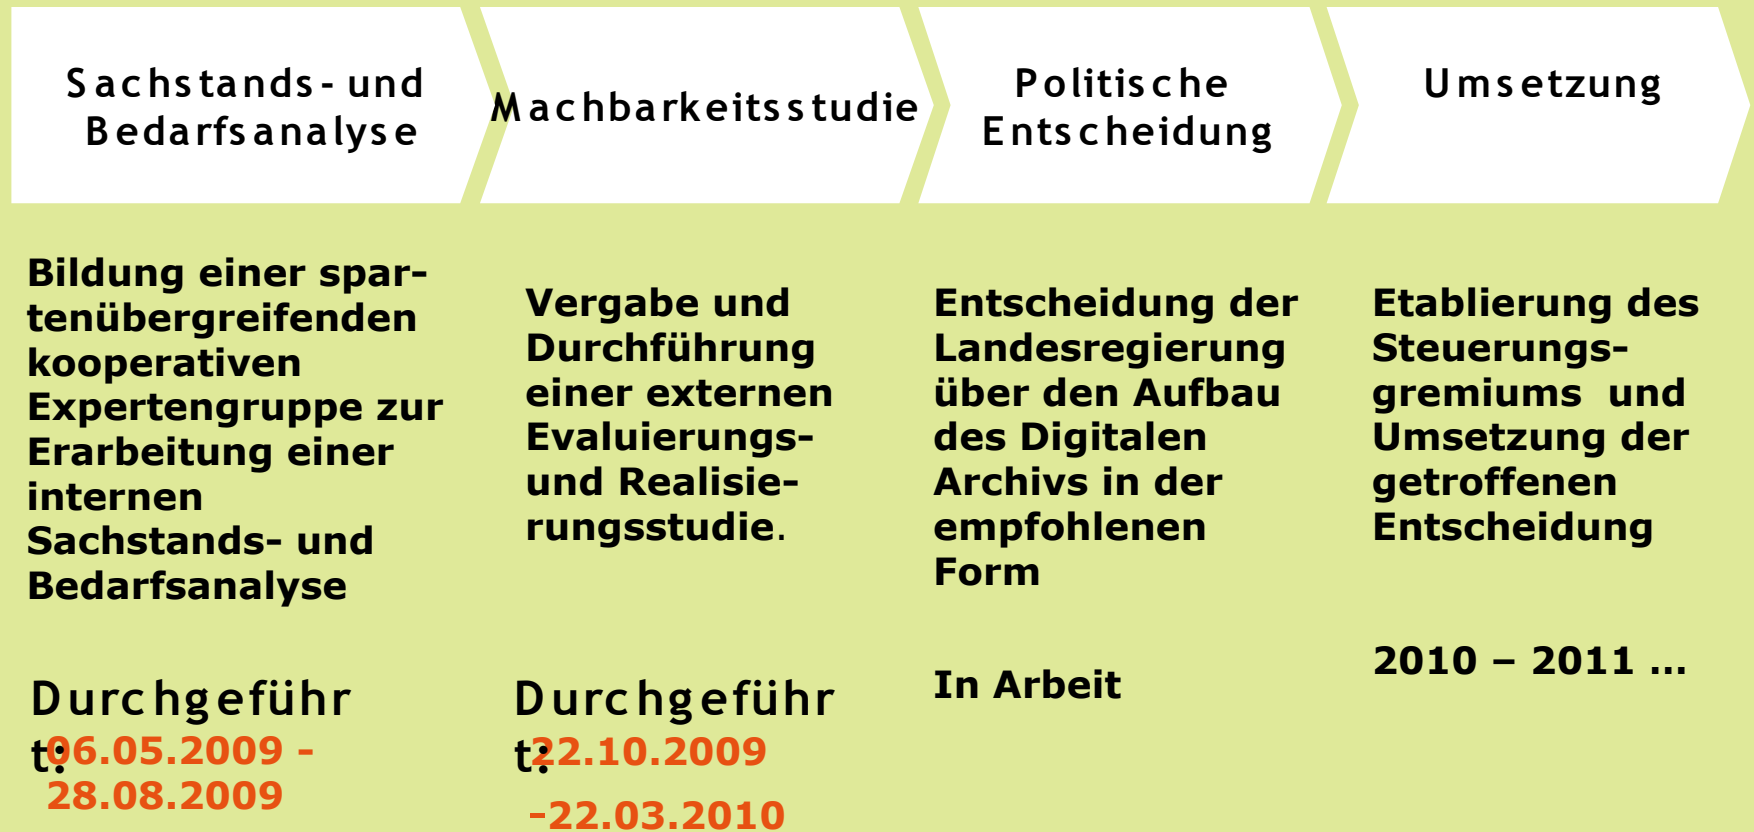 Sachstands- und
Bedarfsanalyse
Machbarkeitsstudie
Politische
Entscheidung
Umsetzung
Bildung einer spar-
tenübergreifenden
kooperativen
Expertengruppe zur
Erarbeitung einer
internen
Sachstands- und
Bedarfsanalyse
Durchgeführ
t:
06.05.2009 -
28.08.2009
Vergabe und
Durchführung
einer externen
Evaluierungs-
und Realisie-
rungsstudie.
Durchgeführ
t:
22.10.2009
-22.03.2010
Entscheidung der
Landesregierung
über den Aufbau
des Digitalen
Archivs in der
empfohlenen
Form
In Arbeit
Etablierung des
Steuerungs-
gremiums und
Umsetzung der
getroffenen
Entscheidung
2010 – 2011 …